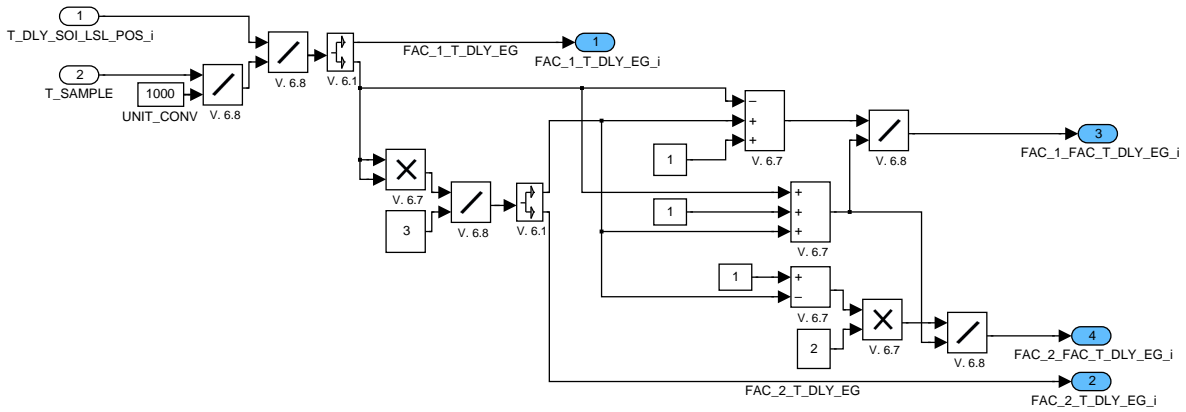 1
T_DLY_SOI_LSL_POS_i
2
T_SAMPLE
1000
UNIT_CONV
V. 6.8
V. 6.8
V. 6.1
FAC_1_T_DLY_EG
1
FAC_1_T_DLY_EG_i
−
+
+
V. 6.7
1
V. 6.8
3
FAC_1_FAC_T_DLY_EG_i
V. 6.7
3
V. 6.8
V. 6.1
1
+
+
+
V. 6.7
1
+
−
V. 6.7
2
V. 6.7
V. 6.8
4
FAC_2_FAC_T_DLY_EG_i
FAC_2_T_DLY_EG
2
FAC_2_T_DLY_EG_i